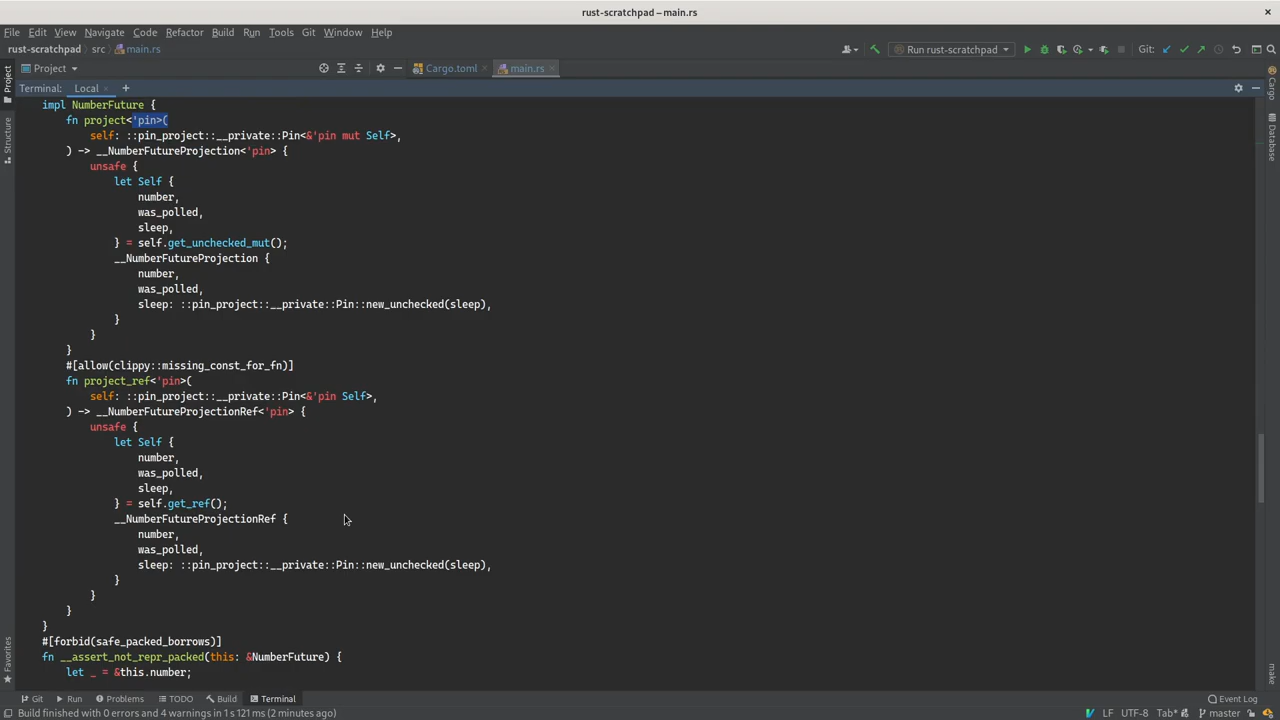 rust-scratchpad – main.rs
File Edit View Navigate Code Refactor Build Run Tools Git Window Help
rust-scratchpad src main.rs Run rust-scratchpad Git:
Project Cargo.toml main.rs
Terminal: Local
impl NumberFuture {
fn project<'pin>(
self: ::pin_project::__private::Pin<&'pin mut Self>,
) -> __NumberFutureProjection<'pin> {
unsafe {
let Self {
number,
was_polled,
sleep,
} = self.get_unchecked_mut();
__NumberFutureProjection {
number,
was_polled,
sleep: ::pin_project::__private::Pin::new_unchecked(sleep),
}
}
}
#[allow(clippy::missing_const_for_fn)]
fn project_ref<'pin>(
self: ::pin_project::__private::Pin<&'pin Self>,
) -> __NumberFutureProjectionRef<'pin> {
unsafe {
let Self {
number,
was_polled,
sleep,
} = self.get_ref();
__NumberFutureProjectionRef {
number,
was_polled,
sleep: ::pin_project::__private::Pin::new_unchecked(sleep),
}
}
}
}
#[forbid(safe_packed_borrows)]
fn __assert_not_repr_packed(this: &NumberFuture) {
let _ = &this.number;
Project
Structure
Favorites
Cargo
Database
make
Git Run Problems TODO Build Terminal Event Log
Build finished with 0 errors and 4 warnings in 1 s 121 ms (2 minutes ago) LF UTF-8 Tab* master